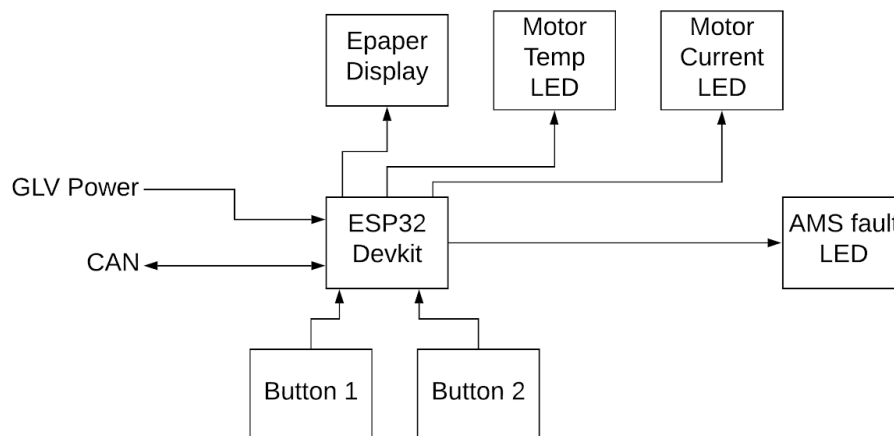 Epaper
Display
Motor
Temp
LED
Motor
Current
LED
GLV Power
ESP32
Devkit
AMS fault
LED
CAN
Button 1
Button 2